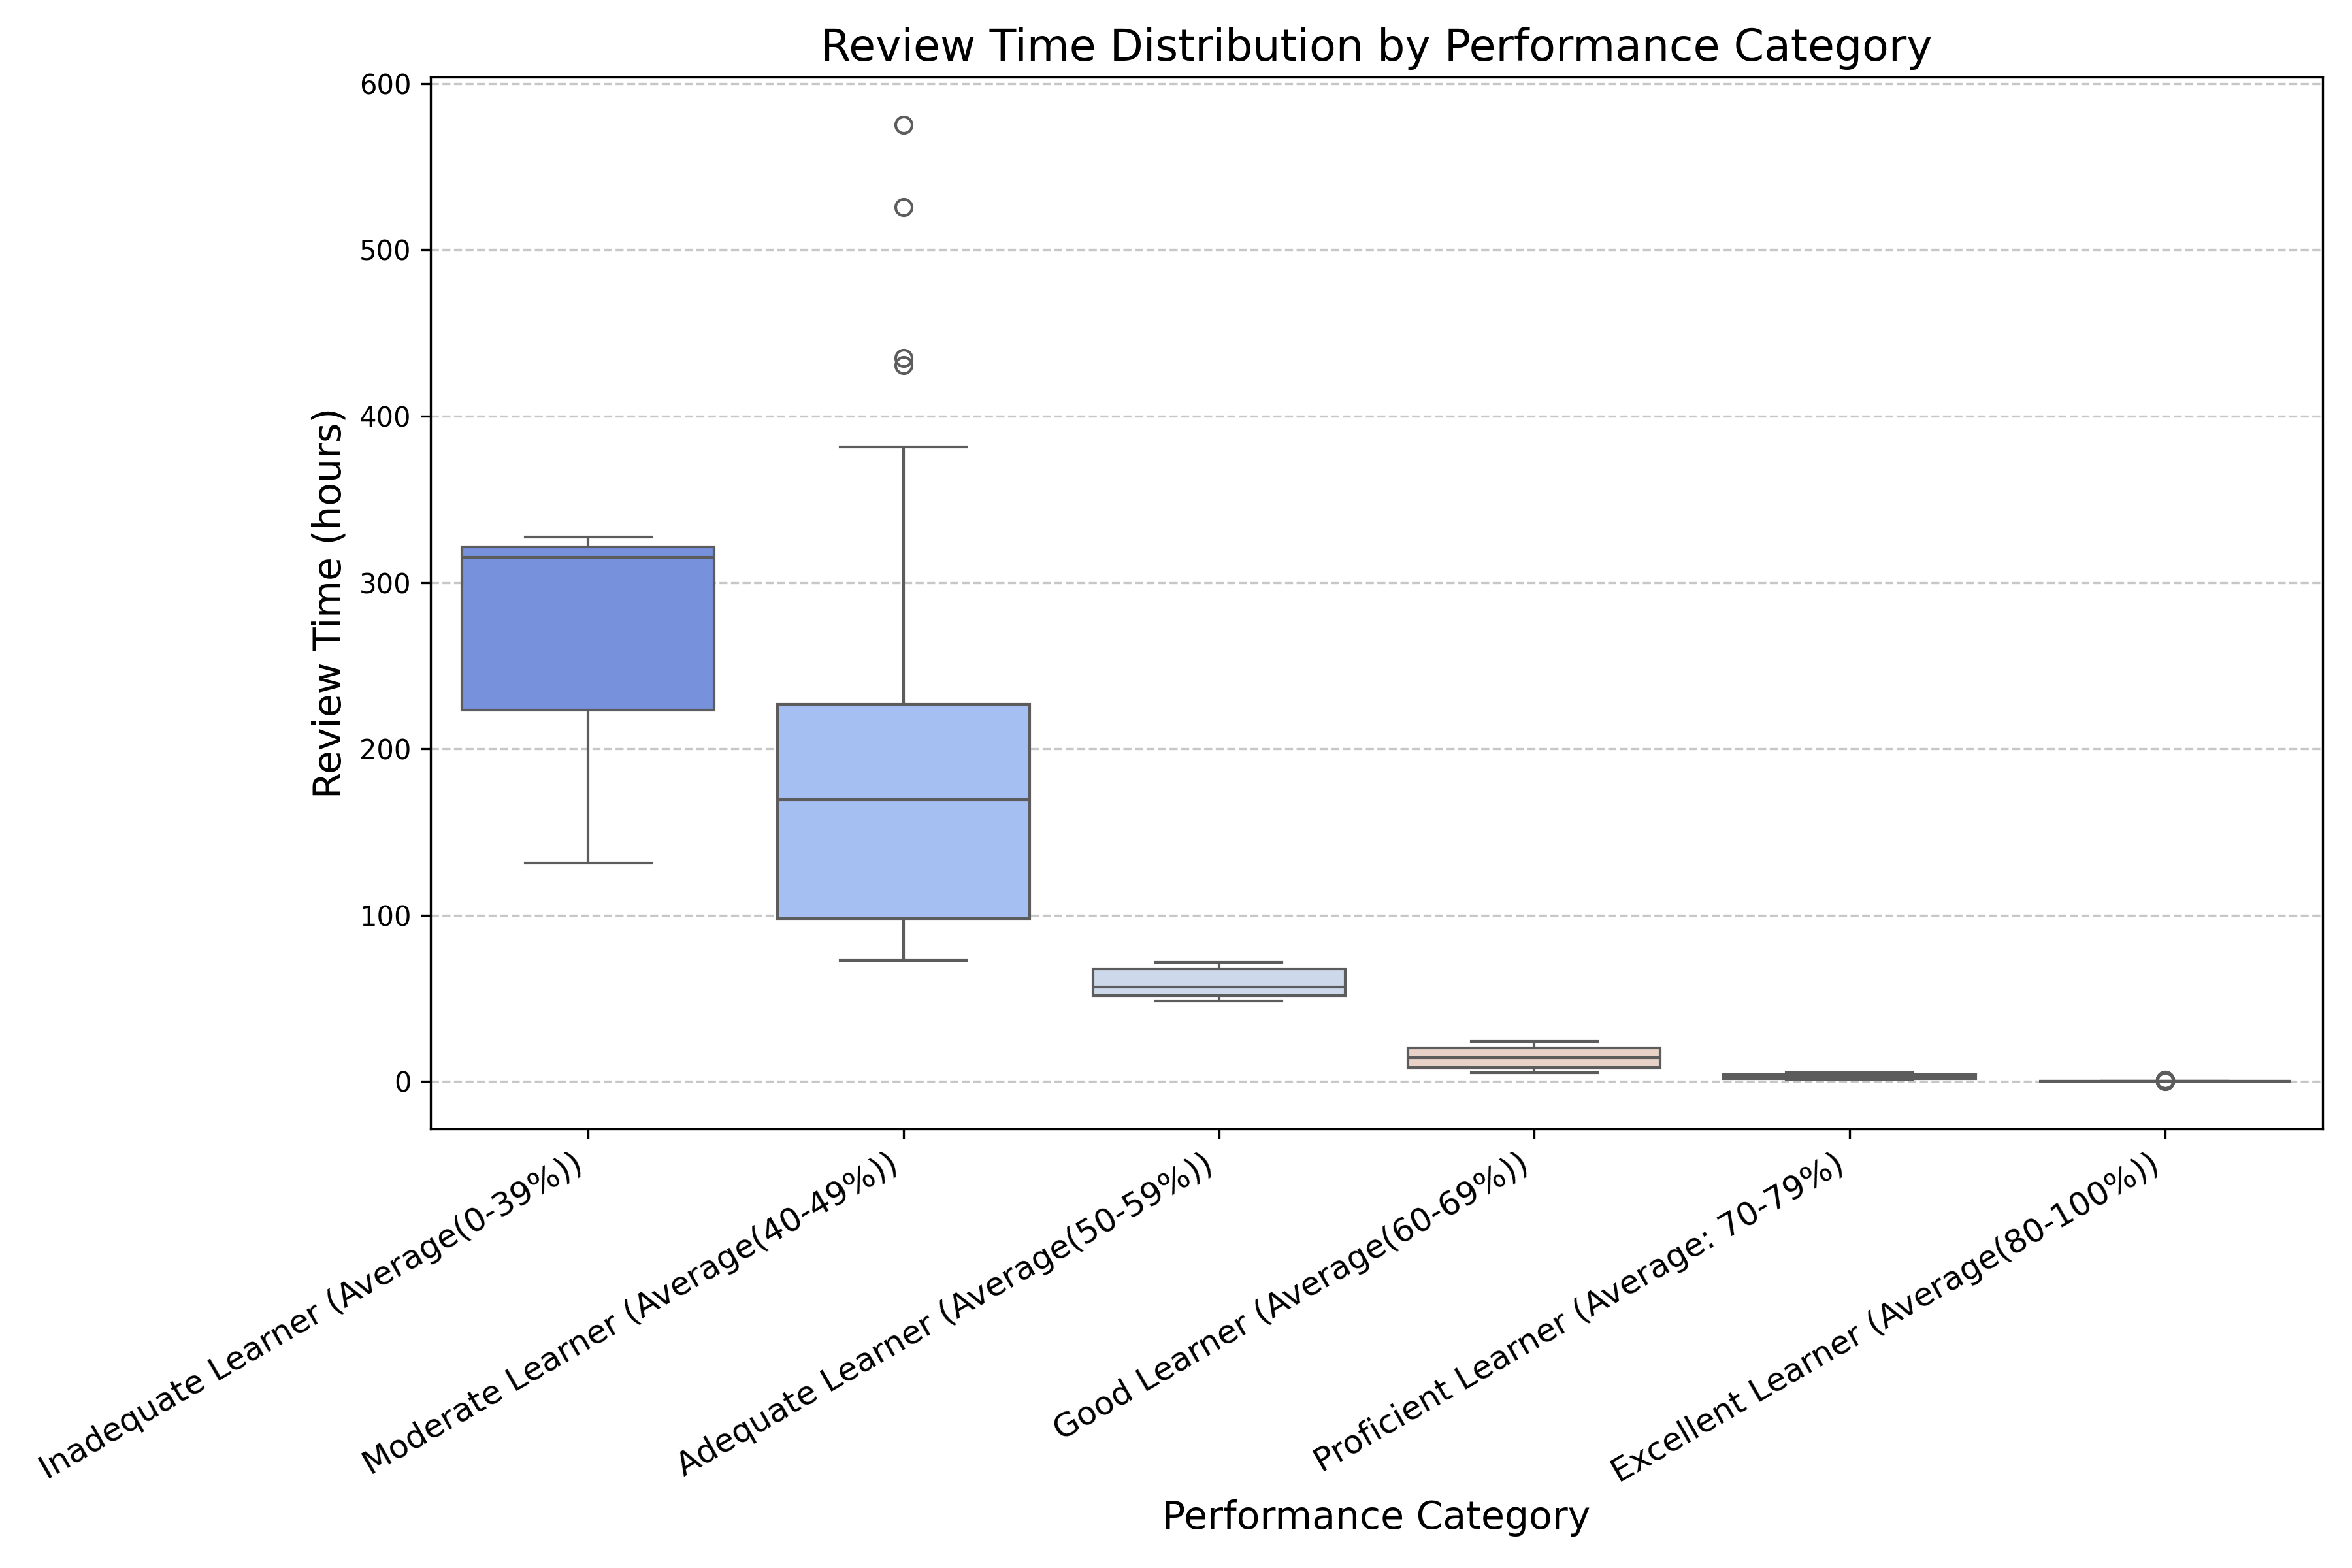 Review Time Distribution by Performance Category
Review Time (hours)
600
500
400
300
200
100
0
Inadequate Learner (Average(0-39%))
Moderate Learner (Average(40-49%))
Adequate Learner (Average(50-59%))
Good Learner (Average(60-69%))
Proficient Learner (Average: 70-79%)
Excellent Learner (Average(80-100%))
Performance Category